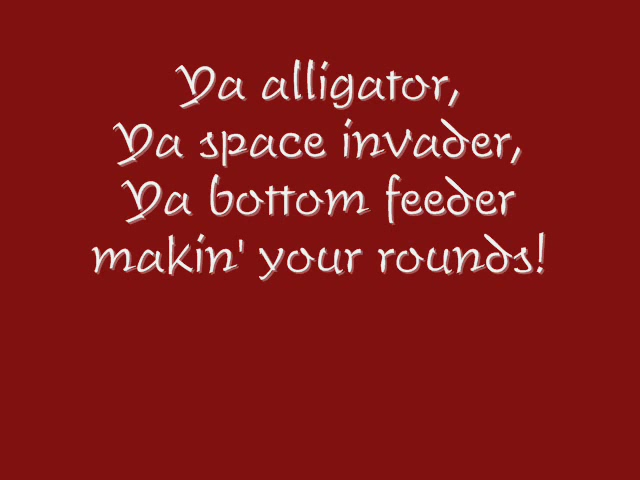 Ya alligator,
Ya space invader,
Ya bottom feeder
makin' your rounds!